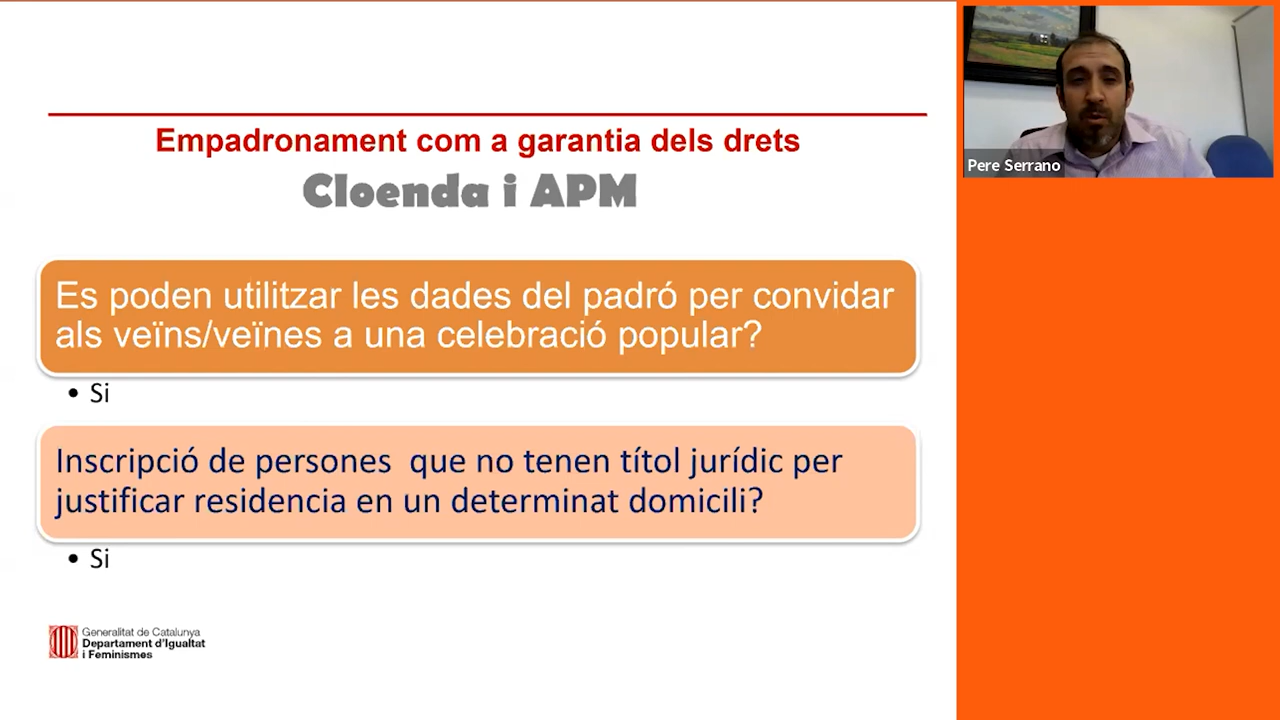 Empadronament com a garantia dels drets
Cloenda i APM
Es poden utilitzar les dades del padró per convidar
als veïns/veïnes a una celebració popular?
• Si
Inscripció de persones  que no tenen títol jurídic per
justificar residencia en un determinat domicili?
• Si
Generalitat de Catalunya
Departament d'Igualtat
i Feminismes
Pere Serrano